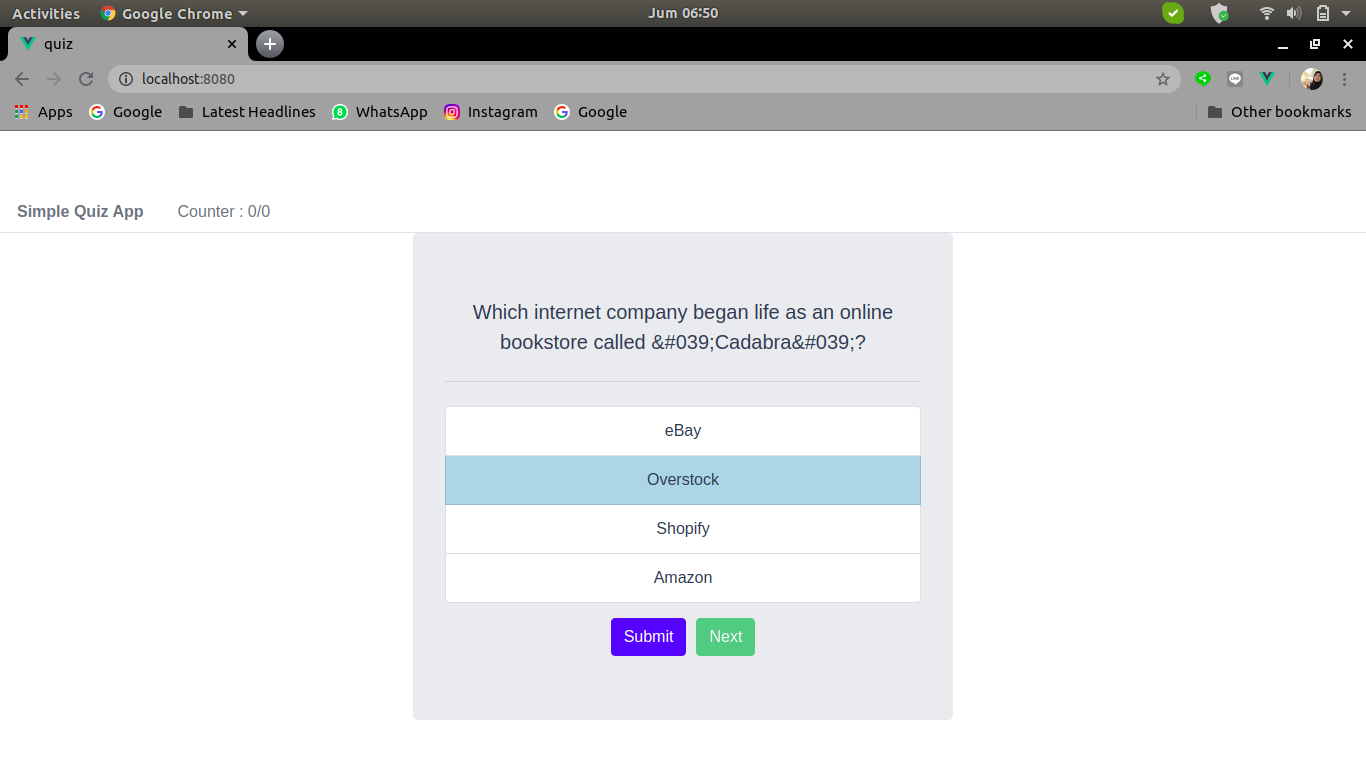 Activities Google Chrome Jum 06:50
quiz
localhost:8080
Apps Google Latest Headlines WhatsApp Instagram Google Other bookmarks
Simple Quiz App Counter : 0/0
Which internet company began life as an online
bookstore called &#039;Cadabra&#039;?
eBay
Overstock
Shopify
Amazon
Submit Next